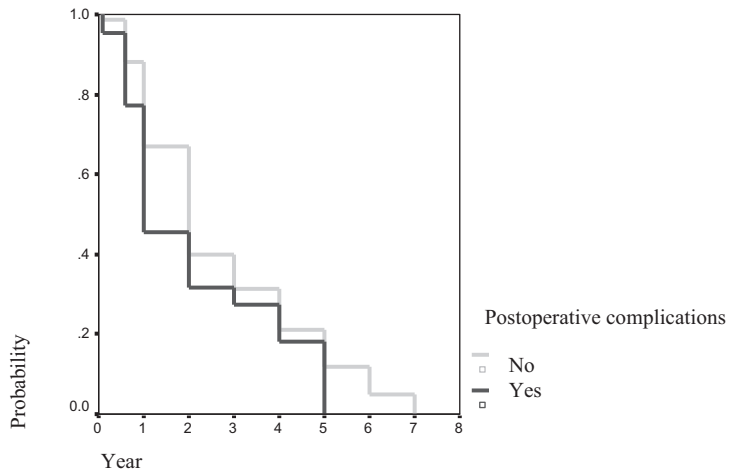 1.0
.8
.6
.4
.2
0.0
0 1 2 3 4 5 6 7 8
Probability
Year
Postoperative complications
No
Yes